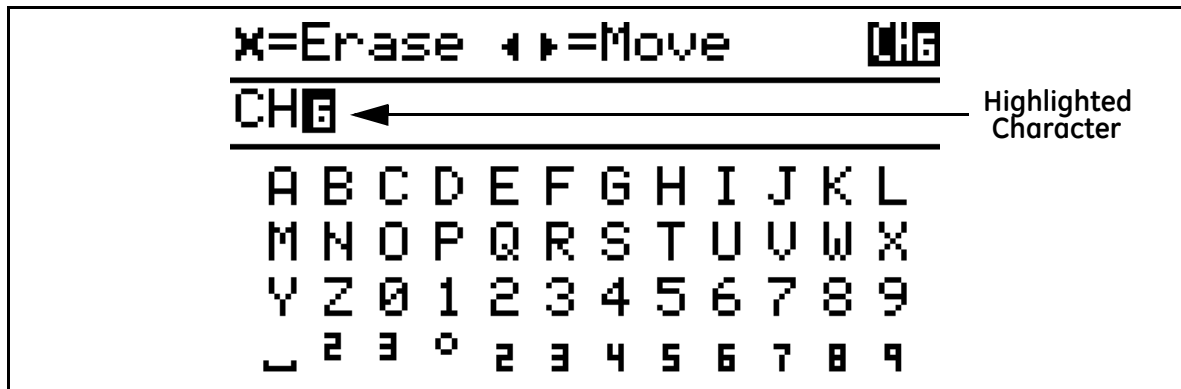 ×=Erase ◂ ▸=Move CHG
CHG
Highlighted
Character
A B C D E F G H I J K L
M N O P Q R S T U V W X
Y Z 0 1 2 3 4 5 6 7 8 9
⎵ ² ³ ° ₂ ₃ ₄ ₅ ₆ ₇ ₈ ₉